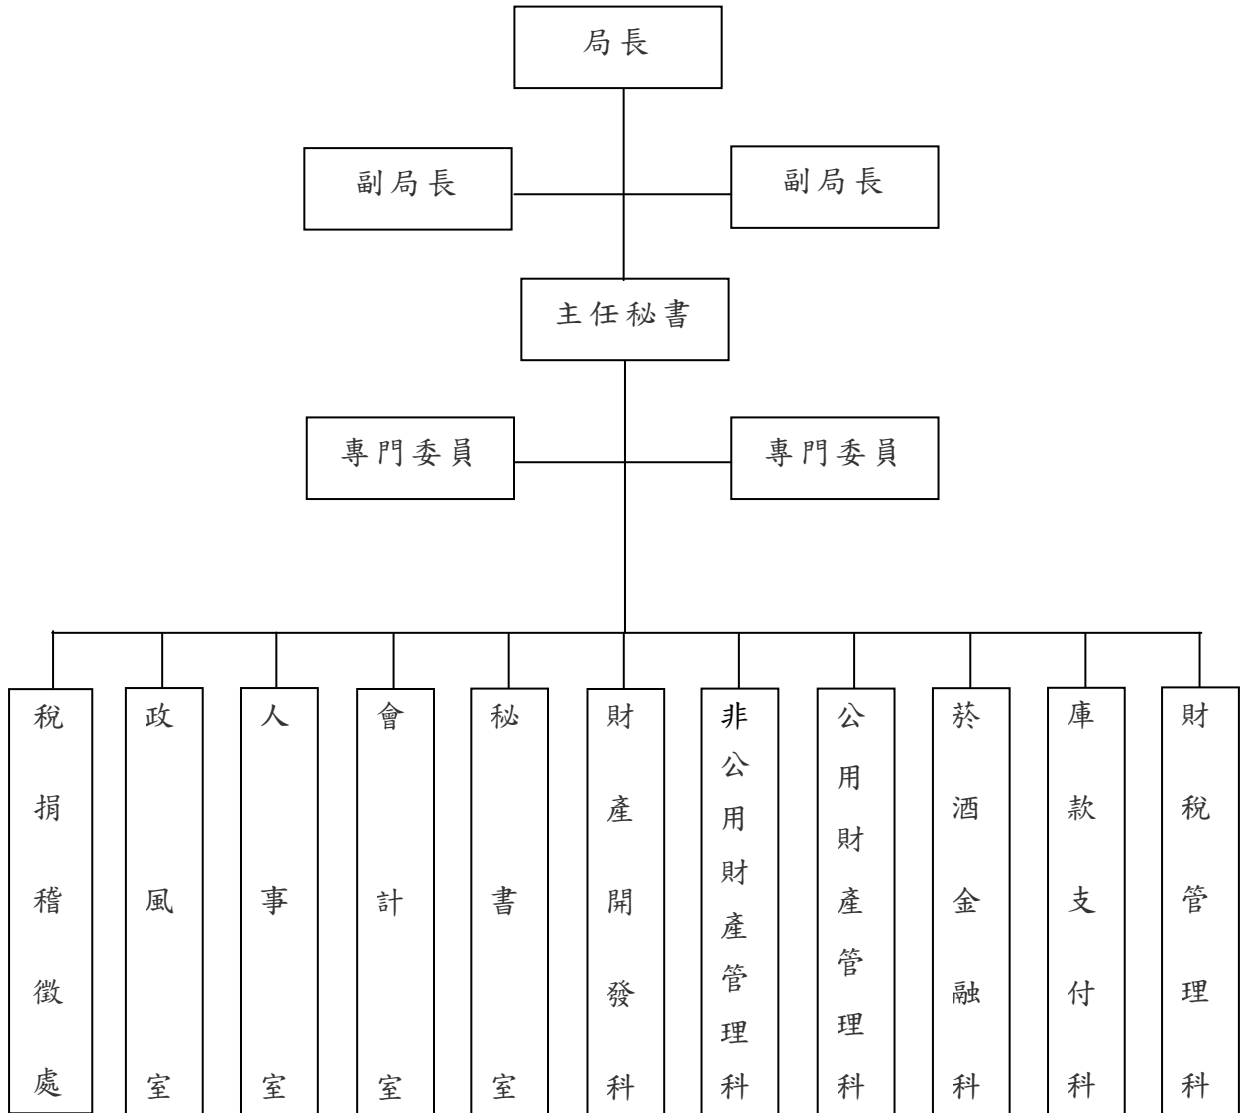 局長
副局長
副局長
主任秘書
專門委員
專門委員
稅捐稽徵處
政風室
人事室
會計室
秘書室
財產開發科
非公用財產管理科
公用財產管理科
菸酒金融科
庫款支付科
財稅管理科